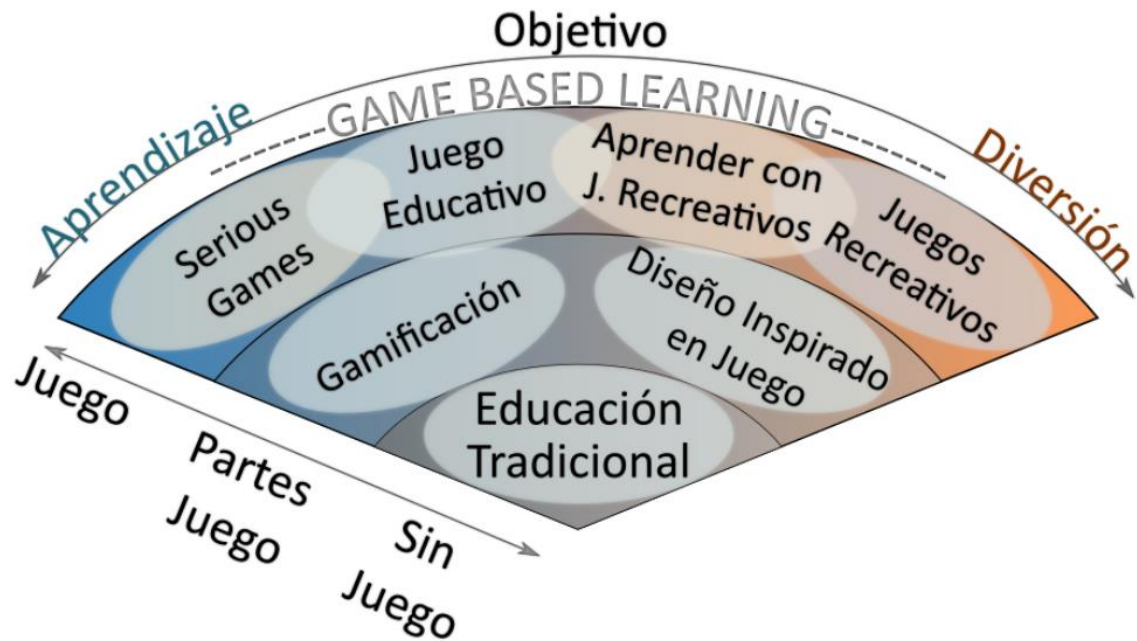 Objetivo
-------GAME BASED LEARNING-------
Aprendizaje
Diversión
Serious
Games
Juego
Educativo
Aprender con
J. Recreativos
Juegos
Recreativos
Gamificación
Diseño Inspirado
en Juego
Educación
Tradicional
Juego
Partes
Juego
Sin
Juego